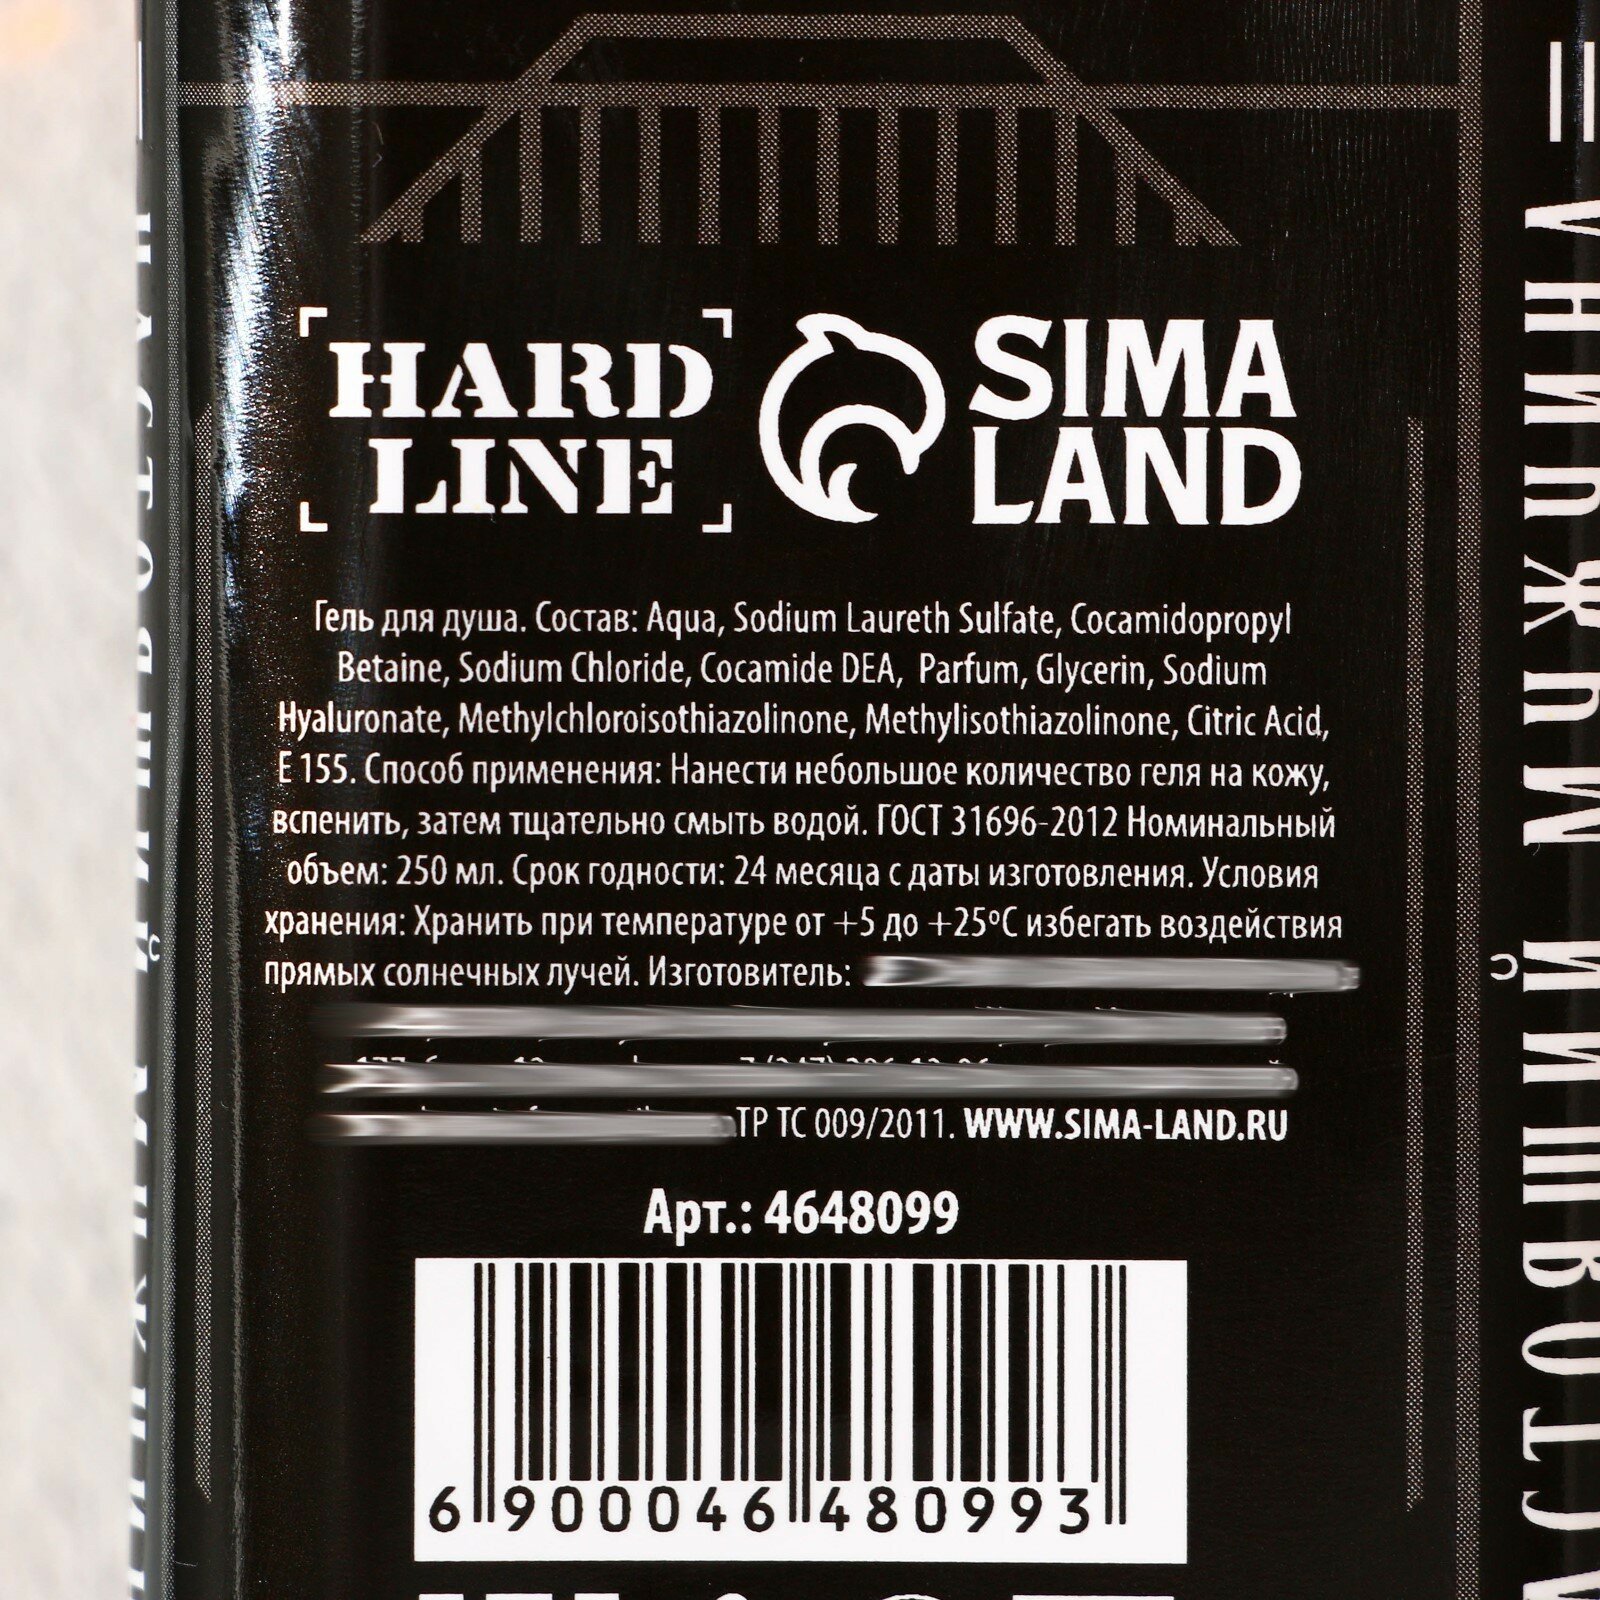 HARD
LINE
SIMA
LAND
Гель для душа. Состав: Aqua, Sodium Laureth Sulfate, Cocamidopropyl
Betaine, Sodium Chloride, Cocamide DEA, Parfum, Glycerin, Sodium
Hyaluronate, Methylchloroisothiazolinone, Methylisothiazolinone, Citric Acid,
E 155. Способ применения: Нанести небольшое количество геля на кожу,
вспенить, затем тщательно смыть водой. ГОСТ 31696-2012 Номинальный
объем: 250 мл. Срок годности: 24 месяца с даты изготовления. Условия
хранения: Хранить при температуре от +5 до +25ºС избегать воздействия
прямых солнечных лучей. Изготовитель:
ТР ТС 009/2011. WWW.SIMA-LAND.RU
Арт.: 4648099
6 900046 480993